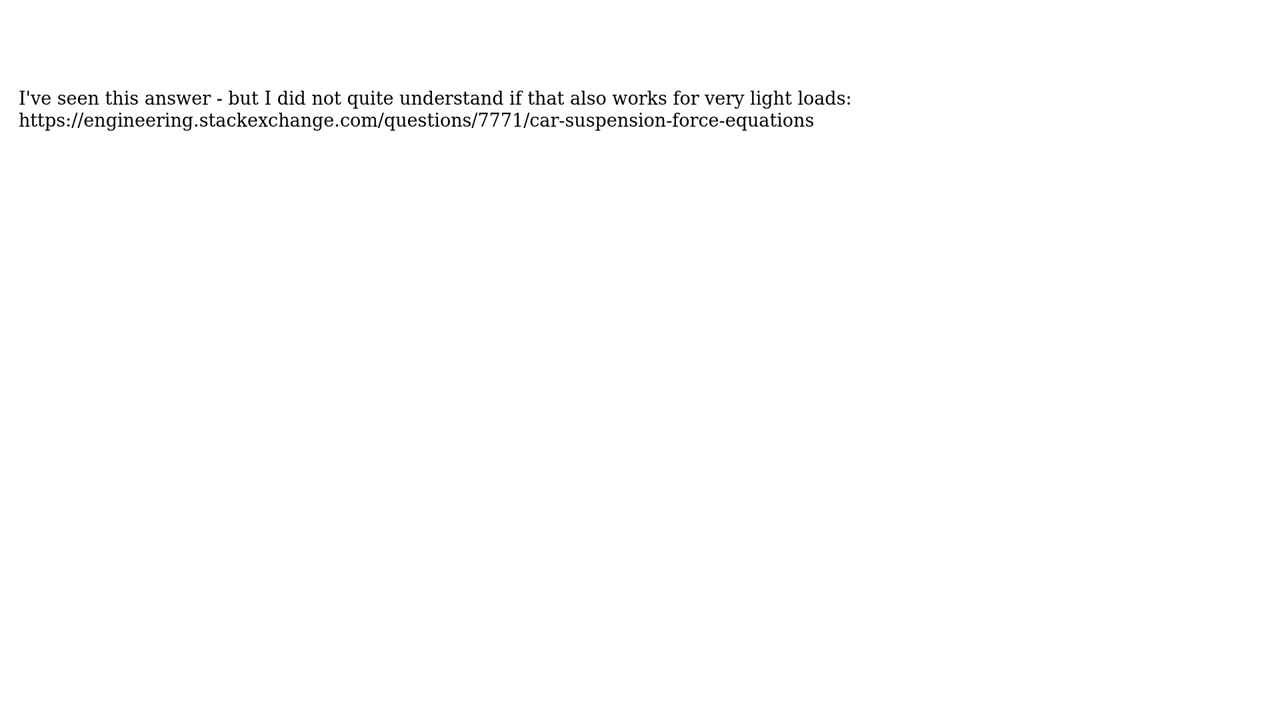 I've seen this answer - but I did not quite understand if that also works for very light loads:
https://engineering.stackexchange.com/questions/7771/car-suspension-force-equations